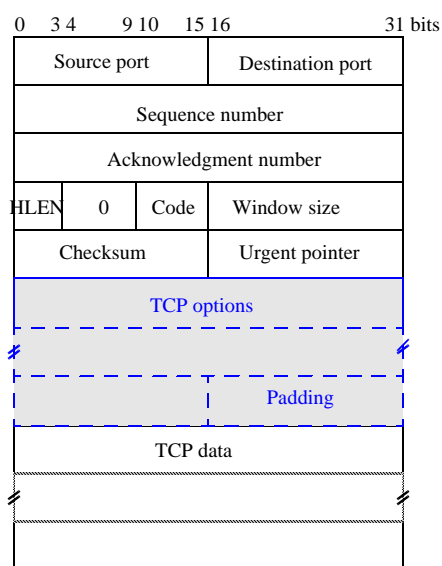 0 3 4 9 10 15 16 31 bits
Source port Destination port
Sequence number
Acknowledgment number
HLEN 0 Code Window size
Checksum Urgent pointer
TCP options
Padding
TCP data